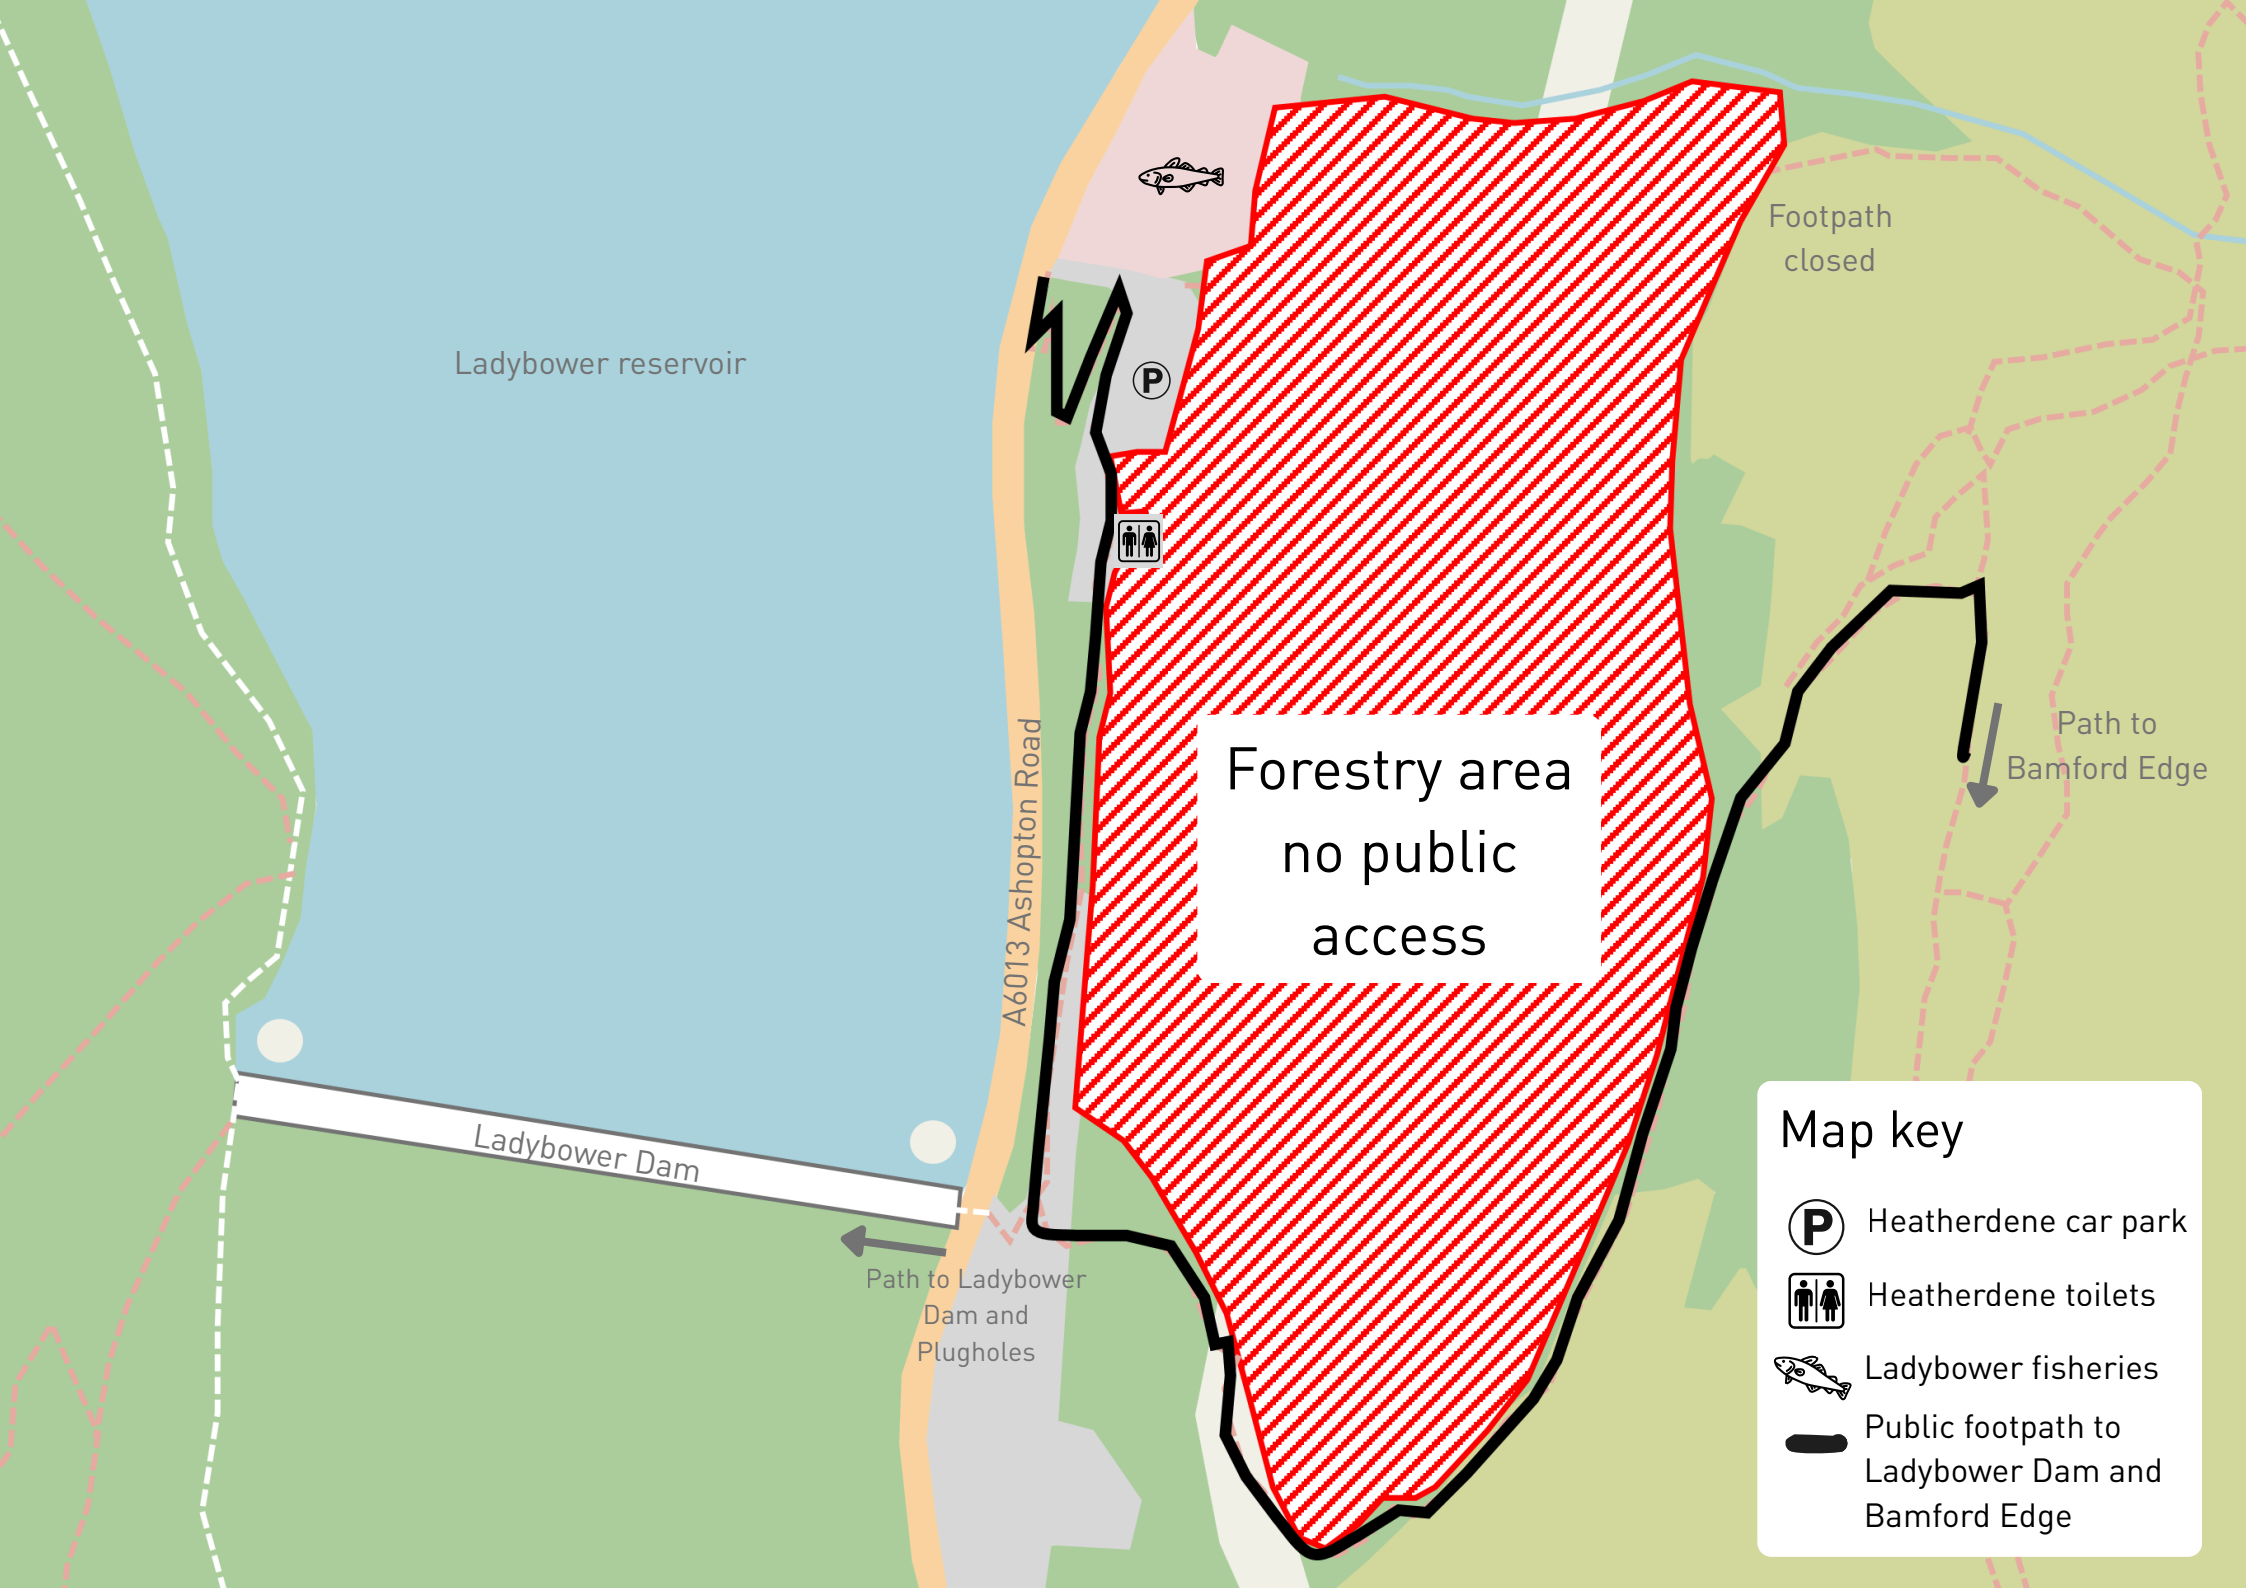 Footpath
closed
Ladybower reservoir
P
A6013 Ashopton Road
Forestry area
no public
access
Path to
Bamford Edge
Ladybower Dam
Path to Ladybower
Dam and
Plugholes
Map key
P Heatherdene car park
Heatherdene toilets
Ladybower fisheries
Public footpath to
Ladybower Dam and
Bamford Edge